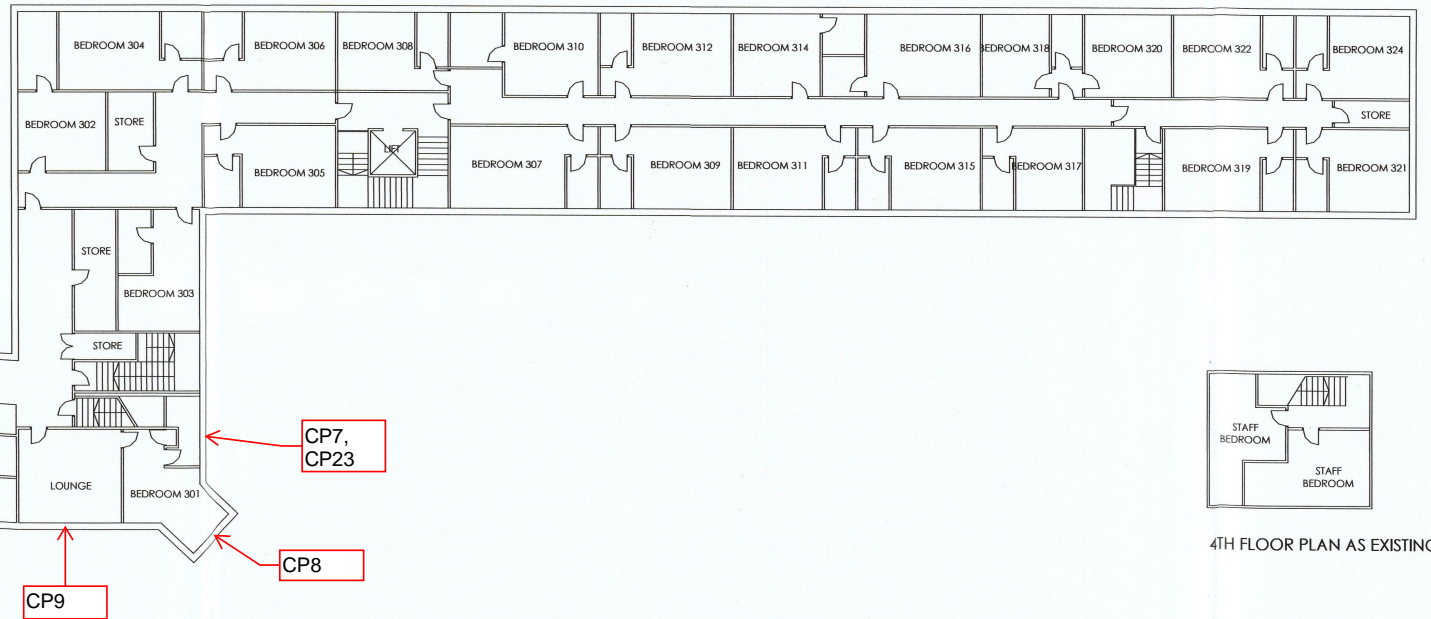 BEDROOM 304
BEDROOM 306
BEDROOM 308
BEDROOM 310
BEDROOM 312
BEDROOM 314
BEDROOM 316
BEDROOM 318
BEDROOM 320
BEDROOM 322
BEDROOM 324
BEDROOM 302
STORE
STORE
LIFT
BEDROOM 305
BEDROOM 307
BEDROOM 309
BEDROOM 311
BEDROOM 315
BEDROOM 317
BEDROOM 319
BEDROOM 321
STORE
BEDROOM 303
STORE
LOUNGE
BEDROOM 301
CP7,
CP23
CP8
CP9
STAFF
BEDROOM
STAFF
BEDROOM
4TH FLOOR PLAN AS EXISTING